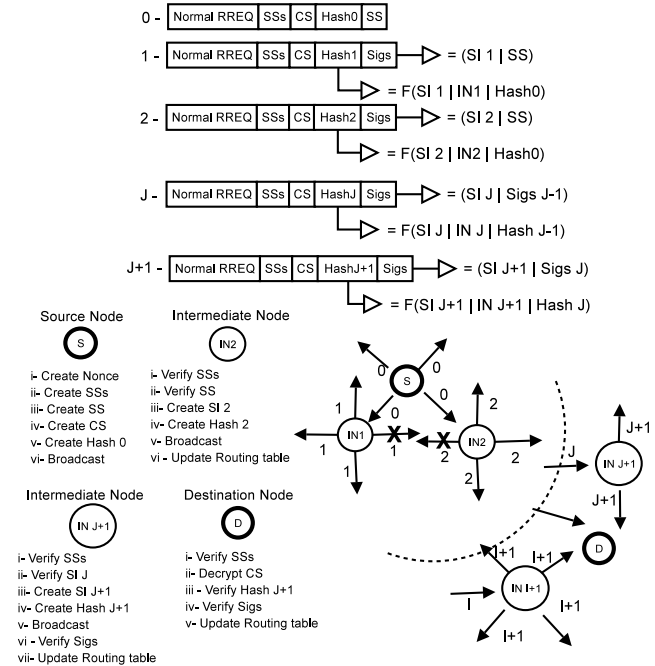 0 - Normal RREQ SSs CS Hash0 SS
1 - Normal RREQ SSs CS Hash1 Sigs = (SI 1 | SS)
= F(SI 1 | IN1 | Hash0)
2 - Normal RREQ SSs CS Hash2 Sigs = (SI 2 | SS)
= F(SI 2 | IN2 | Hash0)
J - Normal RREQ SSs CS HashJ Sigs = (SI J | Sigs J-1)
= F(SI J | IN J | Hash J-1)
J+1 - Normal RREQ SSs CS HashJ+1 Sigs = (SI J+1 | Sigs J)
= F(SI J+1 | IN J+1 | Hash J)
Source Node
S
i- Create Nonce
ii- Create SSs
iii- Create SS
iv- Create CS
v- Create Hash 0
vi- Broadcast
Intermediate Node
IN2
i- Verify SSs
ii- Verify SS
iii- Create SI 2
iv- Create Hash 2
v- Broadcast
vi - Update Routing table
Intermediate Node
IN J+1
i- Verify SSs
ii- Verify SI J
iii- Create SI J+1
iv- Create Hash J+1
v- Broadcast
vi - Verify Sigs
vii- Update Routing table
Destination Node
D
i- Verify SSs
ii- Decrypt CS
iii - Verify Hash J+1
iv- Verify Sigs
v- Update Routing table
0 0
S
0 0
1
IN1
1 X 1
1
2
IN2
X 2 2
2
J
J+1
IN J+1
J+1
D
I+1 I+1
IN I+1
I
I+1
I+1